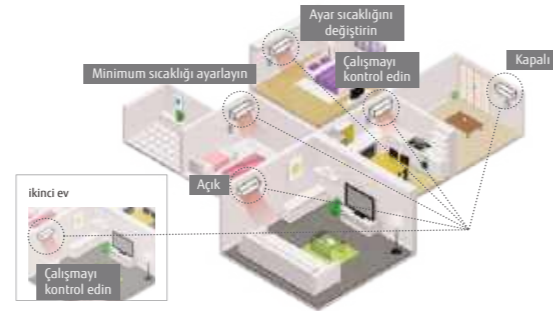 Ayar sıcaklığını
değiştirin
Kapalı
Çalışmayı
kontrol edin
Minimum sıcaklığı ayarlayın
Açık
ikinci ev
Çalışmayı
kontrol edin